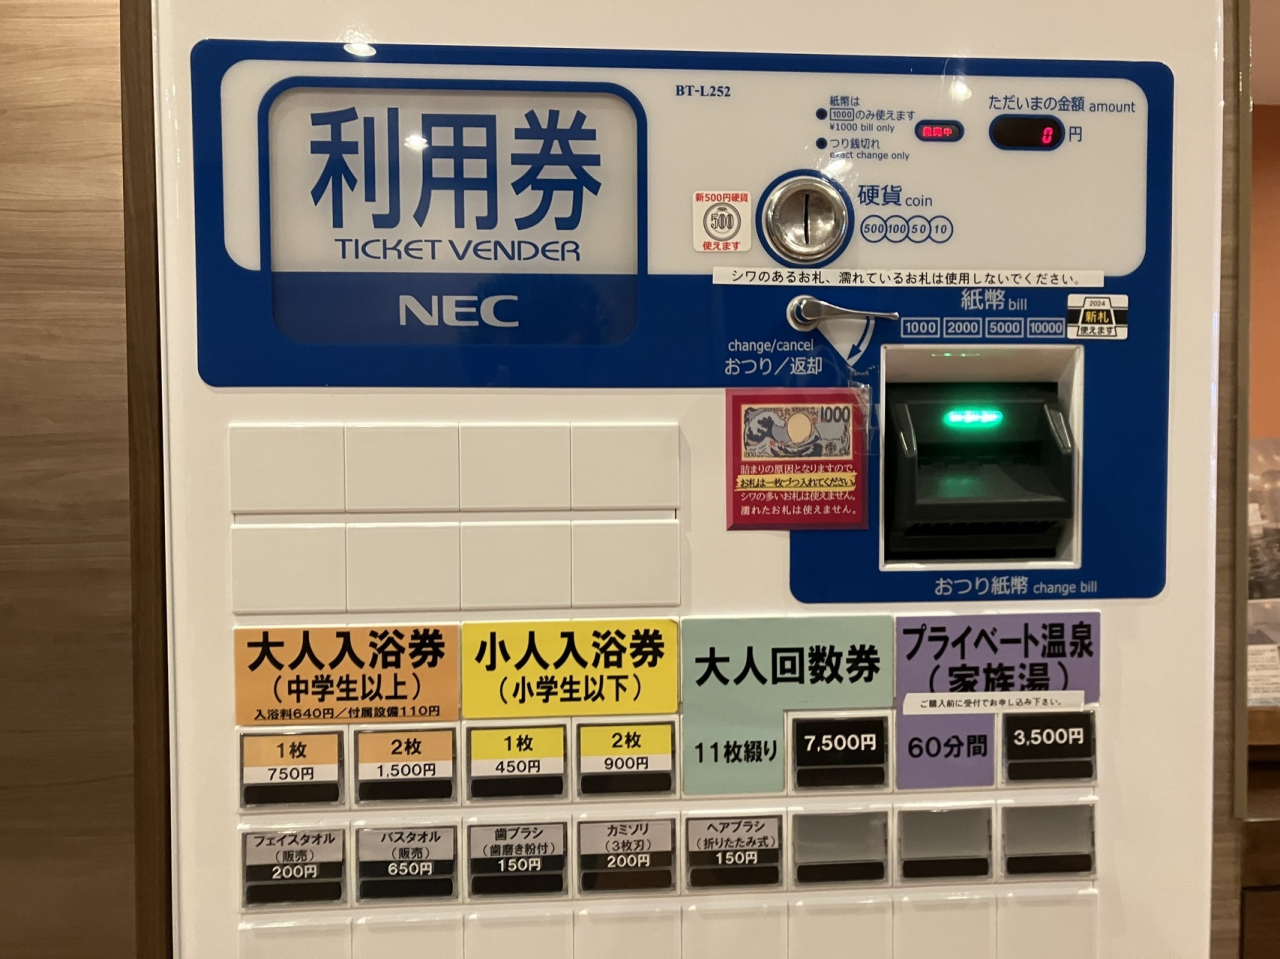 BT-L252
利用券
TICKET VENDER
NEC
紙幣は
1000のみ使えます
¥1000 bill only
つり銭切れ
exact change only
発売中
ただいまの金額 amount
0円
新500円硬貨
500
使えます
硬貨 coin
500 100 50 10
シワのあるお札、濡れているお札は使用しないでください。
紙幣 bill
1000 2000 5000 10000
2024
新札
使えます
change/cancel
おつり／返却
1000
詰まりの原因となりますので
お札は一枚づつ入れてください
シワの多いお札は使えません。
濡れたお札は使えません。
おつり紙幣 change bill
大人入浴券
（中学生以上）
入浴料640円／付属設備110円
小人入浴券
（小学生以下）
大人回数券
プライベート温泉
（家族湯）
ご購入前に受付でお申し込み下さい。
1枚
750円
2枚
1,500円
1枚
450円
2枚
900円
11枚綴り
7,500円
60分間
3,500円
フェイスタオル
（販売）
200円
バスタオル
（販売）
650円
歯ブラシ
（歯磨き粉付）
150円
カミソリ
（3枚刃）
200円
ヘアブラシ
（折りたたみ式）
150円